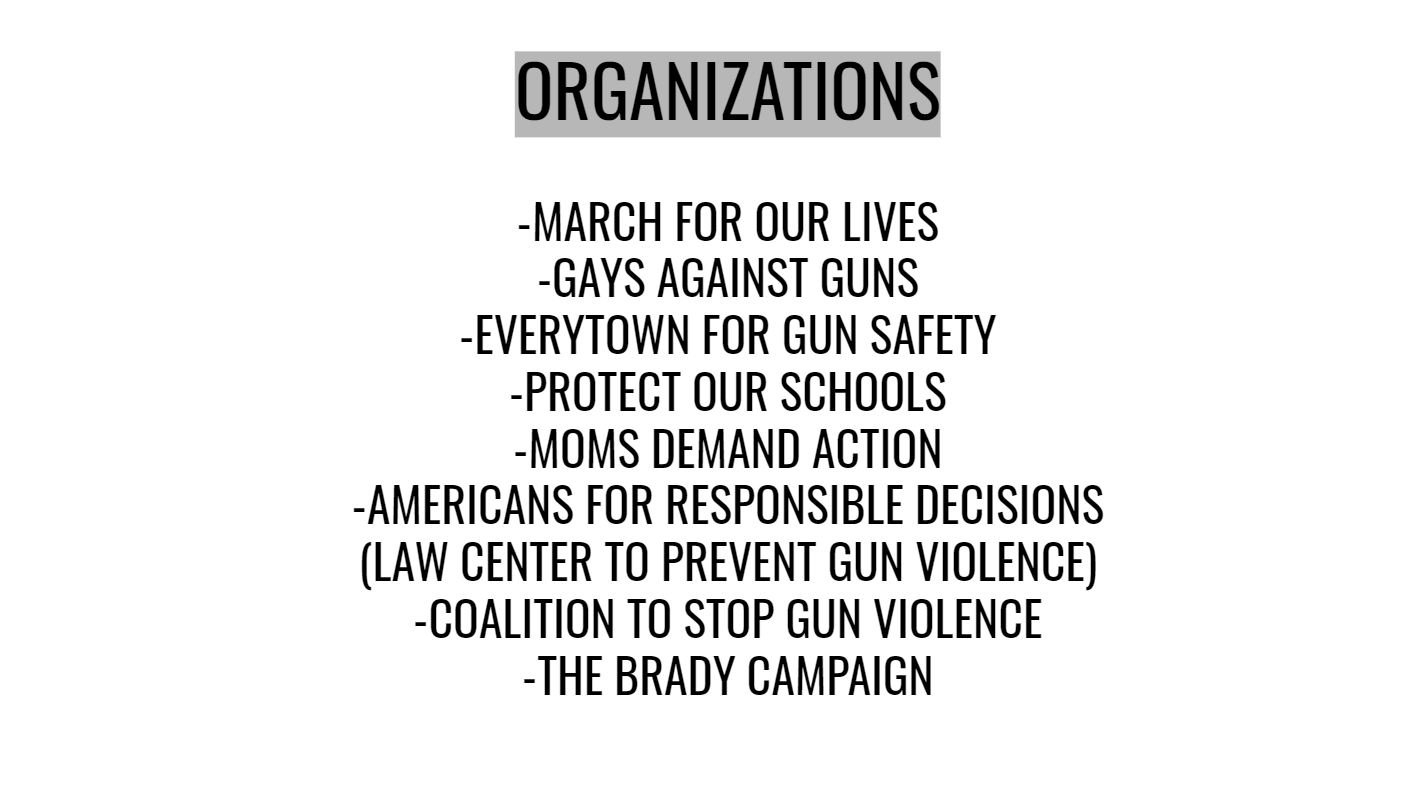 ORGANIZATIONS
-MARCH FOR OUR LIVES
-GAYS AGAINST GUNS
-EVERYTOWN FOR GUN SAFETY
-PROTECT OUR SCHOOLS
-MOMS DEMAND ACTION
-AMERICANS FOR RESPONSIBLE DECISIONS
(LAW CENTER TO PREVENT GUN VIOLENCE)
-COALITION TO STOP GUN VIOLENCE
-THE BRADY CAMPAIGN